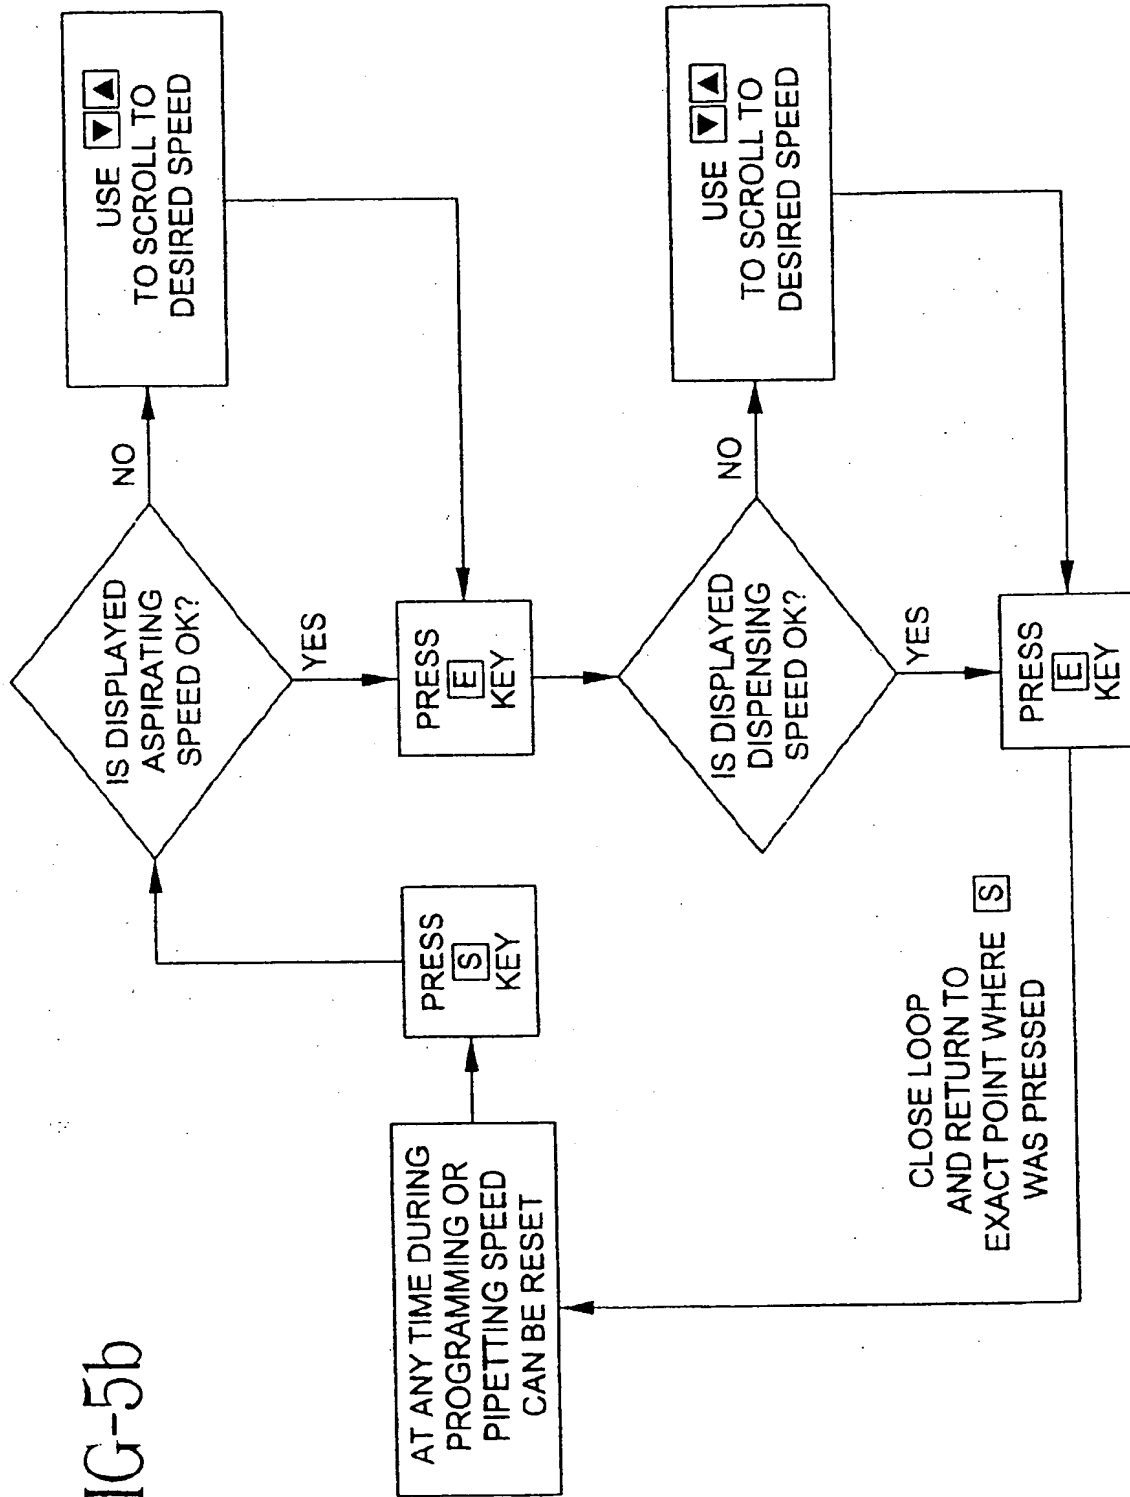 IG-5b
AT ANY TIME DURING
PROGRAMMING OR
PIPETTING SPEED
CAN BE RESET
PRESS
S
KEY
IS DISPLAYED
ASPIRATING
SPEED OK?
NO
USE ▼▲
TO SCROLL TO
DESIRED SPEED
YES
PRESS
E
KEY
IS DISPLAYED
DISPENSING
SPEED OK?
NO
USE ▼▲
TO SCROLL TO
DESIRED SPEED
YES
PRESS
E
KEY
CLOSE LOOP
AND RETURN TO
EXACT POINT WHERE S
WAS PRESSED